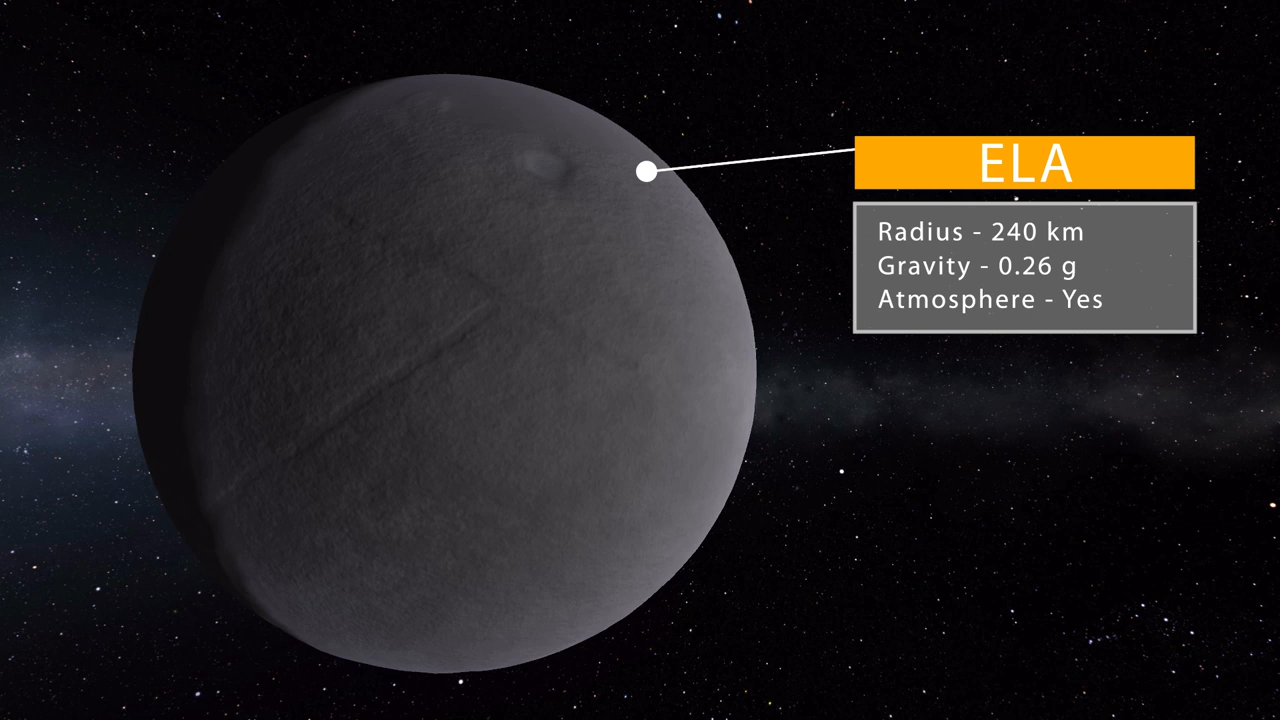 ELA
Radius - 240 km
Gravity - 0.26 g
Atmosphere - Yes